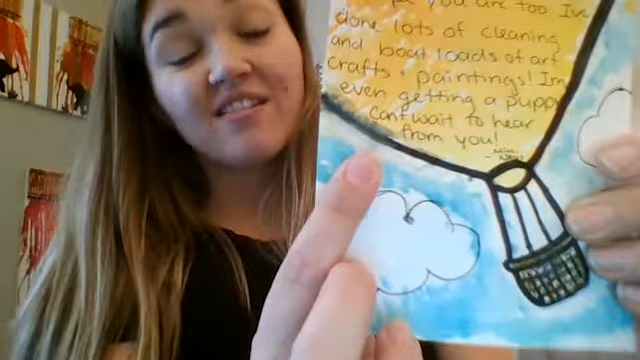 you are too I've
done lots of cleaning
and boat loads of art
crafts & paintings! Im
even getting a puppy
can't wait to hear
from you!